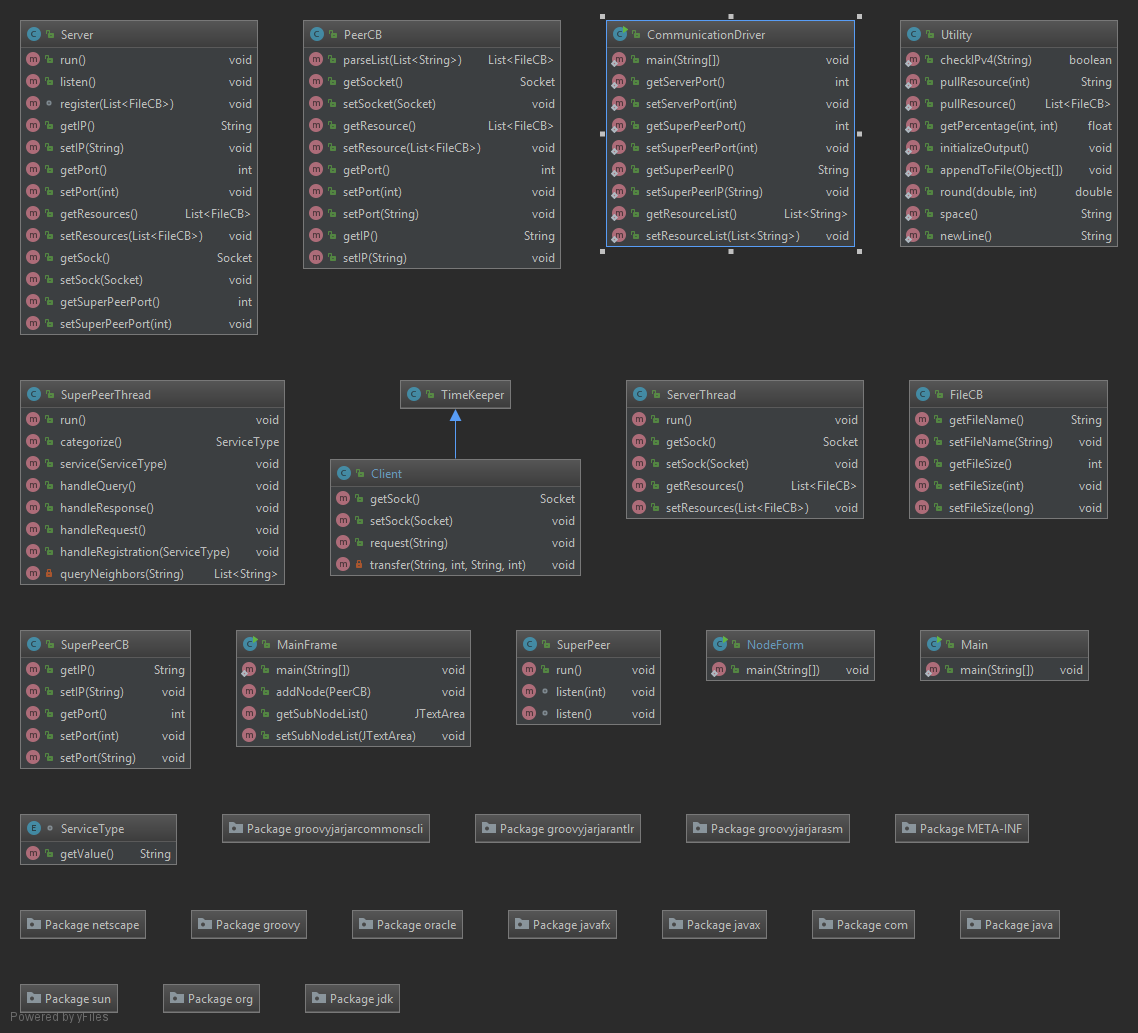 Server
run() void
listen() void
register(List<FileCB>) void
getIP() String
setIP(String) void
getPort() int
setPort(int) void
getResources() List<FileCB>
setResources(List<FileCB>) void
getSock() Socket
setSock(Socket) void
getSuperPeerPort() int
setSuperPeerPort(int) void
PeerCB
parseList(List<String>) List<FileCB>
getSocket() Socket
setSocket(Socket) void
getResource() List<FileCB>
setResource(List<FileCB>) void
getPort() int
setPort(int) void
setPort(String) void
getIP() String
setIP(String) void
CommunicationDriver
main(String[]) void
getServerPort() int
setServerPort(int) void
getSuperPeerPort() int
setSuperPeerPort(int) void
getSuperPeerIP() String
setSuperPeerIP(String) void
getResourceList() List<String>
setResourceList(List<String>) void
Utility
checkIPv4(String) boolean
pullResource(int) String
pullResource() List<FileCB>
getPercentage(int, int) float
initializeOutput() void
appendToFile(Object[]) void
round(double, int) double
space() String
newLine() String
SuperPeerThread
run() void
categorize() ServiceType
service(ServiceType) void
handleQuery() void
handleResponse() void
handleRequest() void
handleRegistration(ServiceType) void
queryNeighbors(String) List<String>
TimeKeeper
Client
getSock() Socket
setSock(Socket) void
request(String) void
transfer(String, int, String, int) void
ServerThread
run() void
getSock() Socket
setSock(Socket) void
getResources() List<FileCB>
setResources(List<FileCB>) void
FileCB
getFileName() String
setFileName(String) void
getFileSize() int
setFileSize(int) void
setFileSize(long) void
SuperPeerCB
getIP() String
setIP(String) void
getPort() int
setPort(int) void
setPort(String) void
MainFrame
main(String[]) void
addNode(PeerCB) void
getSubNodeList() JTextArea
setSubNodeList(JTextArea) void
SuperPeer
run() void
listen(int) void
listen() void
NodeForm
main(String[]) void
Main
main(String[]) void
ServiceType
getValue() String
Package groovyjarjarcommonscli
Package groovyjarjarantlr
Package groovyjarjarasm
Package META-INF
Package netscape
Package groovy
Package oracle
Package javafx
Package javax
Package com
Package java
Package sun
Package org
Package jdk
Powered by yFiles